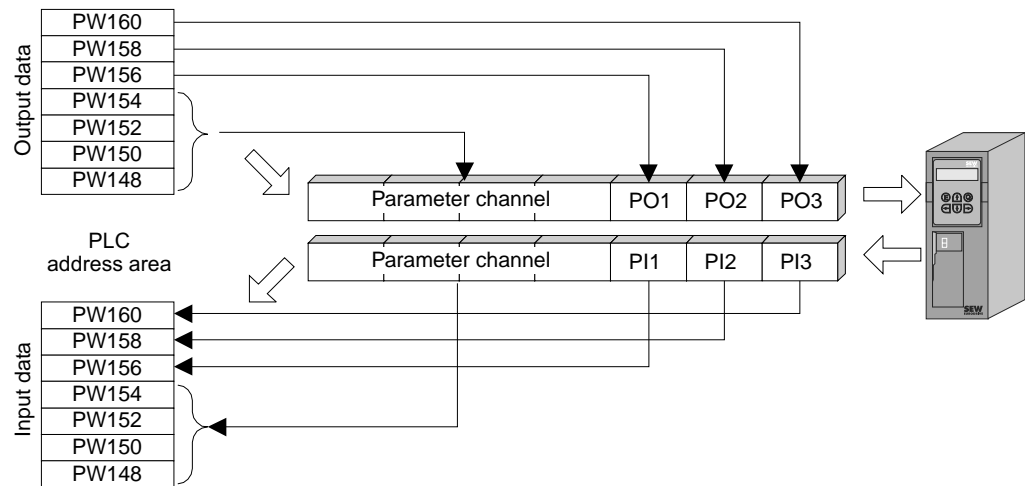 Output data
PW160
PW158
PW156
PW154
PW152
PW150
PW148
Parameter channel PO1 PO2 PO3
PLC
address area
Parameter channel PI1 PI2 PI3
Input data
PW160
PW158
PW156
PW154
PW152
PW150
PW148
SEW